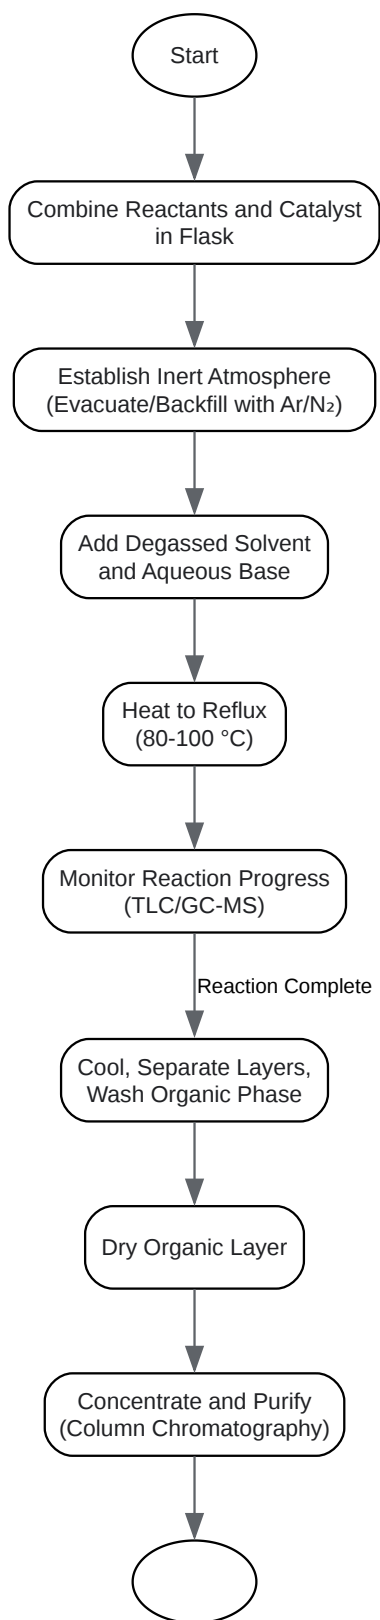 Start
Combine Reactants and Catalyst
in Flask
Establish Inert Atmosphere
(Evacuate/Backfill with Ar/N₂)
Add Degassed Solvent
and Aqueous Base
Heat to Reflux
(80-100 °C)
Monitor Reaction Progress
(TLC/GC-MS)
Reaction Complete
Cool, Separate Layers,
Wash Organic Phase
Dry Organic Layer
Concentrate and Purify
(Column Chromatography)